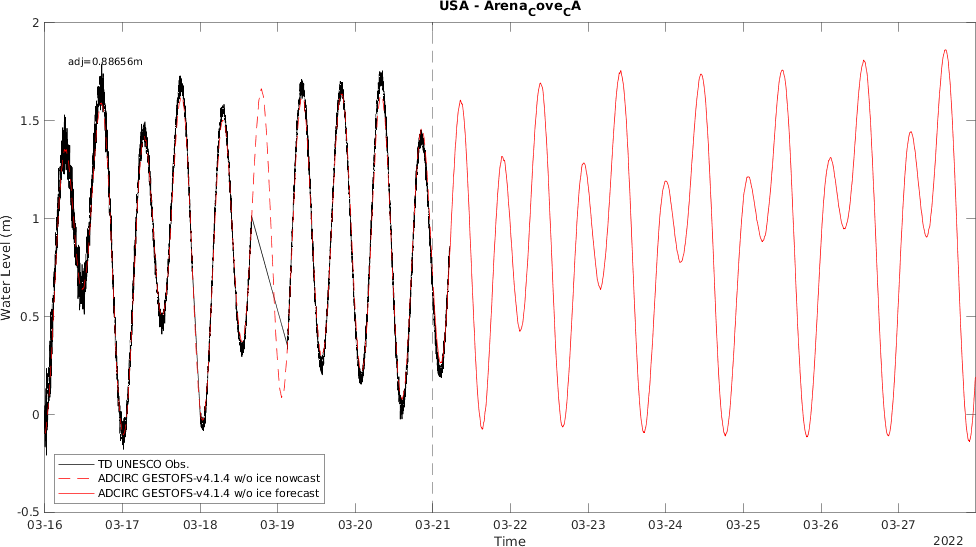 USA - ArenaCoveCA
adj=0.88656m
2
1.5
1
0.5
0
-0.5
Water Level (m)
TD UNESCO Obs.
ADCIRC GESTOFS-v4.1.4 w/o ice nowcast
ADCIRC GESTOFS-v4.1.4 w/o ice forecast
03-16 03-17 03-18 03-19 03-20 03-21 03-22 03-23 03-24 03-25 03-26 03-27
Time
2022